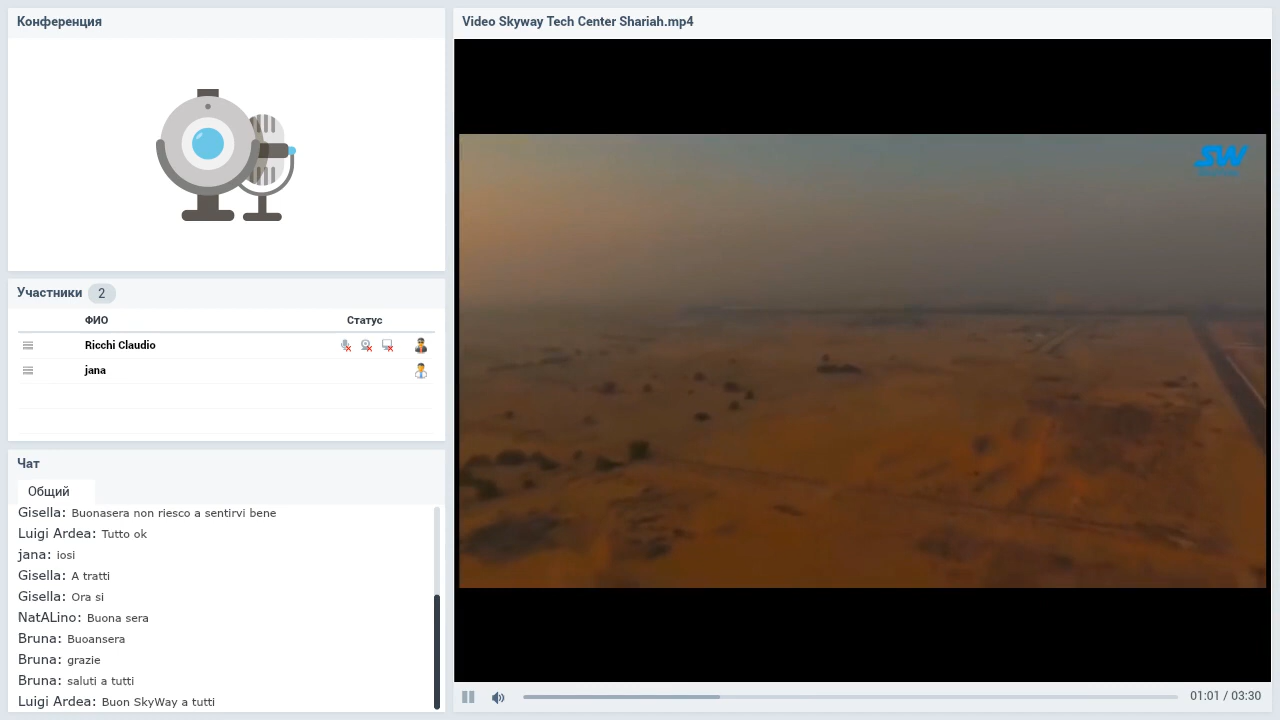 Конференция
Участники 2
ФИО Статус
Ricchi Claudio
jana
Чат
Общий
Gisella: Buonasera non riesco a sentirvi bene
Luigi Ardea: Tutto ok
jana: iosi
Gisella: A tratti
Gisella: Ora si
NatALino: Buona sera
Bruna: Buoansera
Bruna: grazie
Bruna: saluti a tutti
Luigi Ardea: Buon SkyWay a tutti
Video Skyway Tech Center Shariah.mp4
SW
01:01 / 03:30